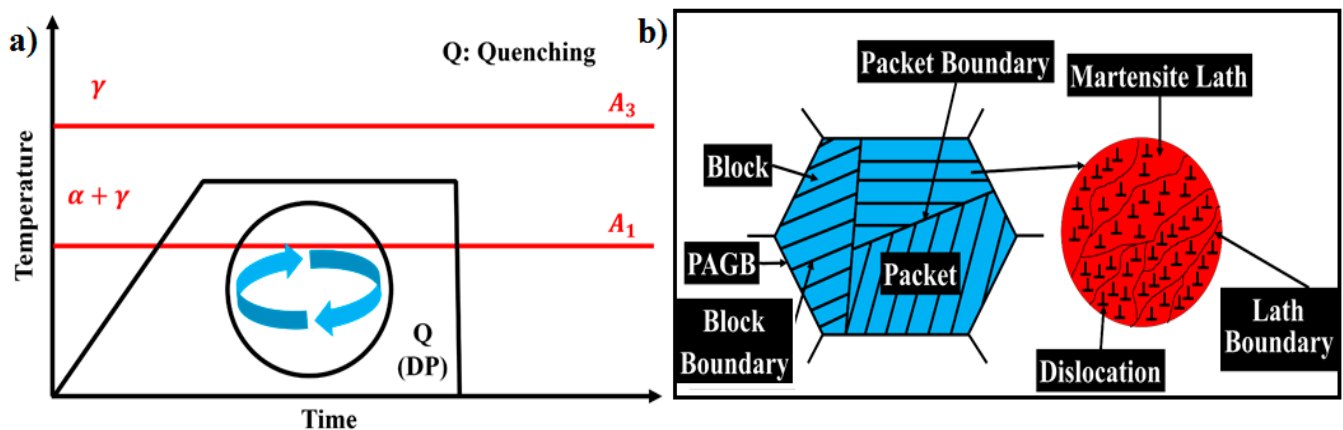 a)
Q: Quenching
γ
A₃
α + γ
A₁
Temperature
Q
(DP)
Time
b)
Packet Boundary
Martensite Lath
Block
PAGB
Packet
Block
Boundary
Lath
Boundary
Dislocation